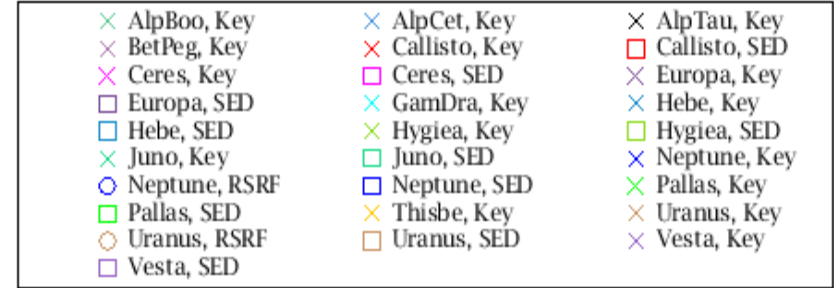 AlpBoo, Key AlpCet, Key AlpTau, Key
BetPeg, Key Callisto, Key Callisto, SED
Ceres, Key Ceres, SED Europa, Key
Europa, SED GamDra, Key Hebe, Key
Hebe, SED Hygiea, Key Hygiea, SED
Juno, Key Juno, SED Neptune, Key
Neptune, RSRF Neptune, SED Pallas, Key
Pallas, SED Thisbe, Key Uranus, Key
Uranus, RSRF Uranus, SED Vesta, Key
Vesta, SED